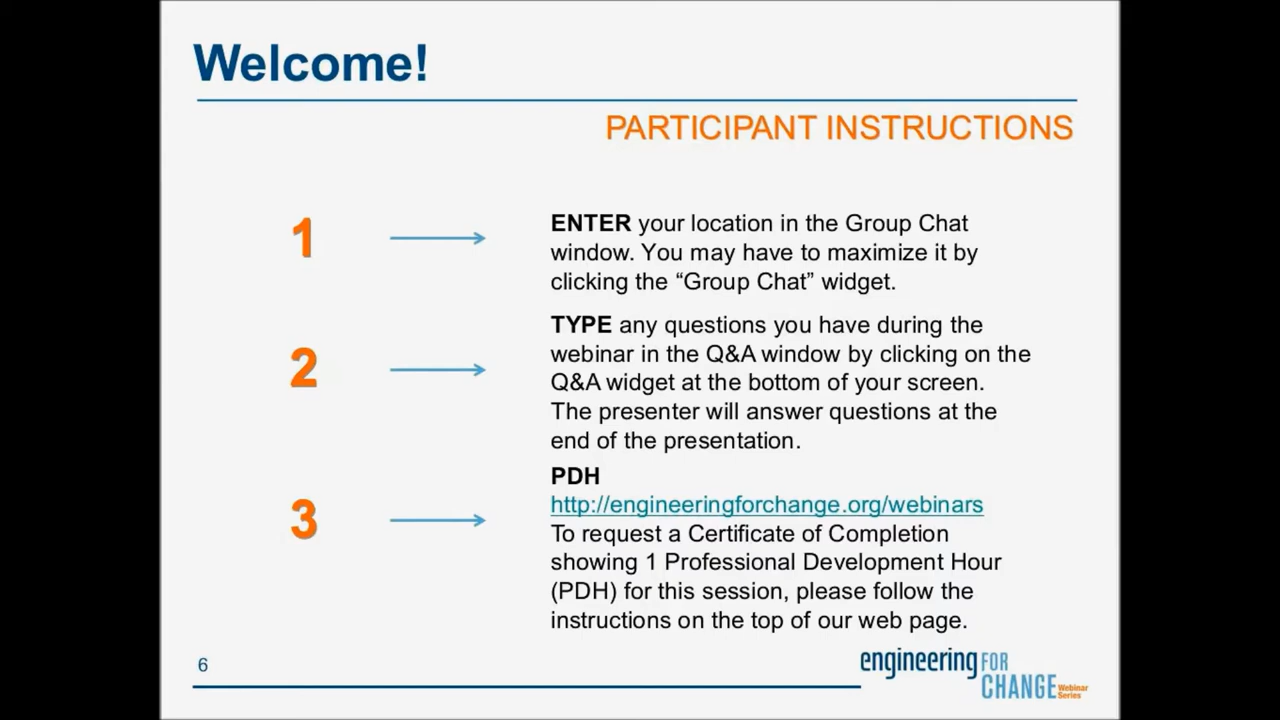 Welcome!
PARTICIPANT INSTRUCTIONS
1
ENTER your location in the Group Chat
window. You may have to maximize it by
clicking the “Group Chat” widget.
2
TYPE any questions you have during the
webinar in the Q&A window by clicking on the
Q&A widget at the bottom of your screen.
The presenter will answer questions at the
end of the presentation.
3
PDH
http://engineeringforchange.org/webinars
To request a Certificate of Completion
showing 1 Professional Development Hour
(PDH) for this session, please follow the
instructions on the top of our web page.
6
engineering FOR
CHANGE Webinar
Series